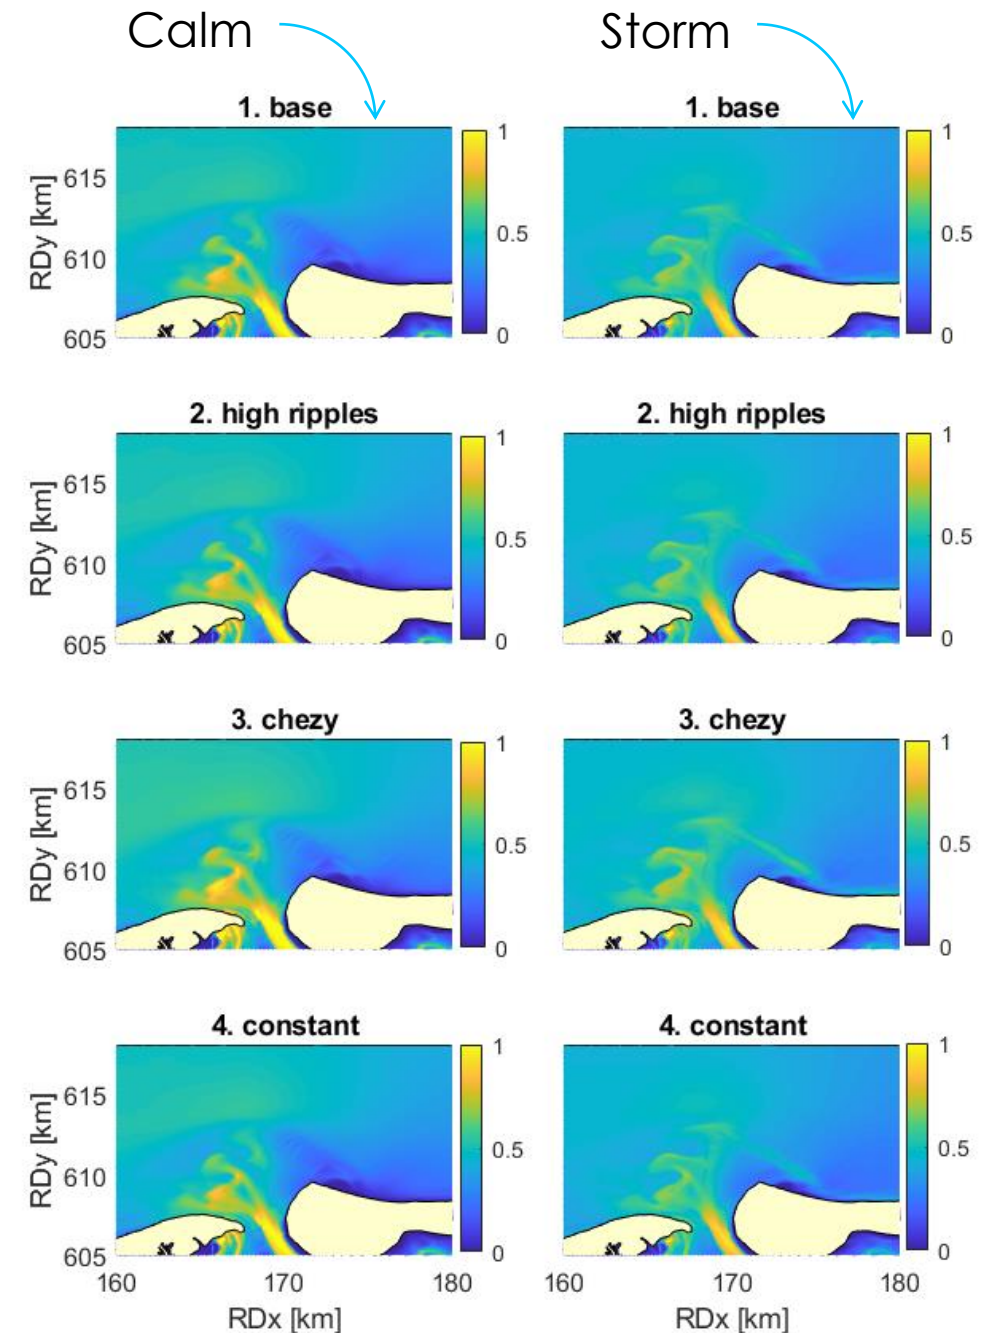 Calm Storm
1. base 1. base
1 1
615
RDy [km] 610 0.5 0.5
605 0 0
2. high ripples 2. high ripples
1 1
615
RDy [km] 610 0.5 0.5
605 0 0
3. chezy 3. chezy
1 1
615
RDy [km] 610 0.5 0.5
605 0 0
4. constant 4. constant
1 1
615
RDy [km] 610 0.5 0.5
605 0 0
160 170 180 160 170 180
RDx [km] RDx [km]